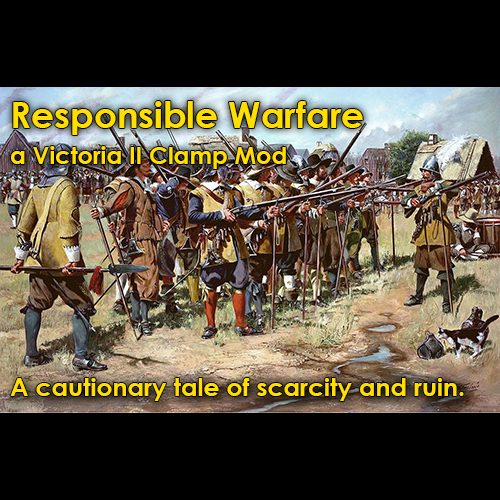 Responsible Warfare
a Victoria II Clamp Mod
A cautionary tale of scarcity and ruin.